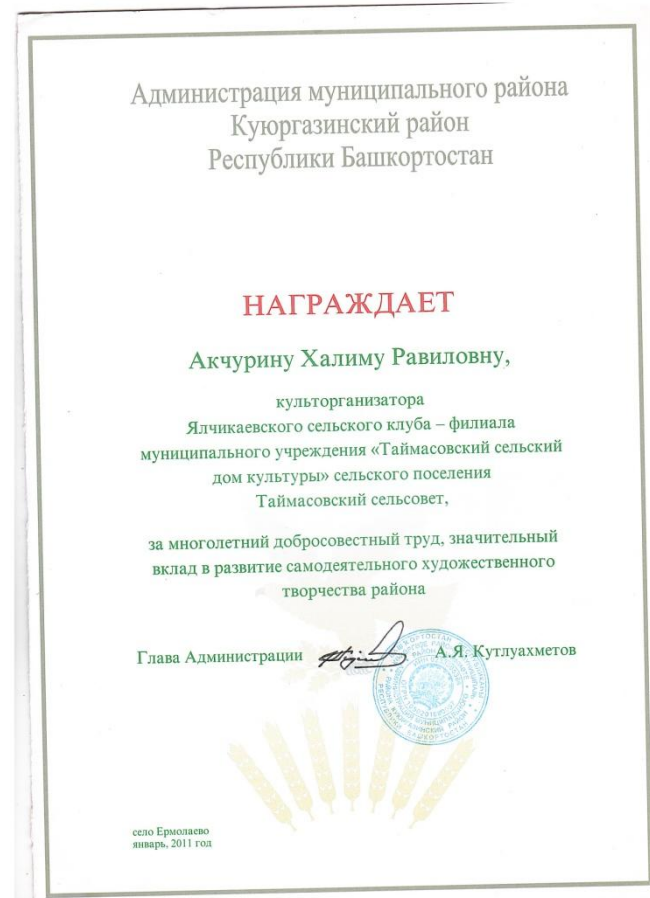 Администрация муниципального района
Куюргазинский район
Республики Башкортостан
НАГРАЖДАЕТ
Акчурину Халиму Равиловну,
культорганизатора
Ялчикаевского сельского клуба – филиала
муниципального учреждения «Таймасовский сельский
дом культуры» сельского поселения
Таймасовский сельсовет,
за многолетний добросовестный труд, значительный
вклад в развитие самодеятельного художественного
творчества района
Глава Администрации А.Я. Кутлуахметов
село Ермолаево
январь, 2011 год